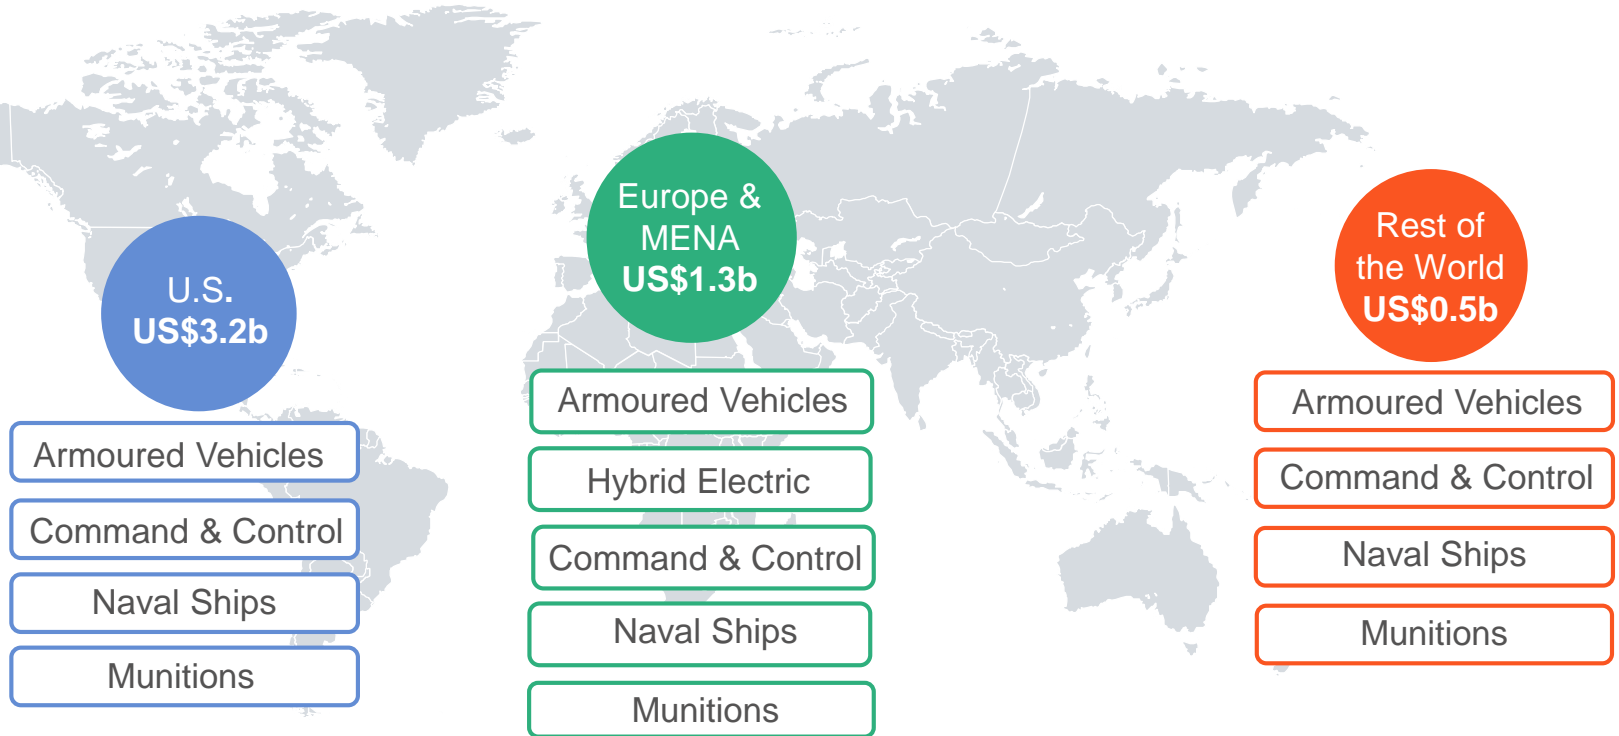 U.S.
US$3.2b
Armoured Vehicles
Command & Control
Naval Ships
Munitions
Europe &
MENA
US$1.3b
Armoured Vehicles
Hybrid Electric
Command & Control
Naval Ships
Munitions
Rest of
the World
US$0.5b
Armoured Vehicles
Command & Control
Naval Ships
Munitions